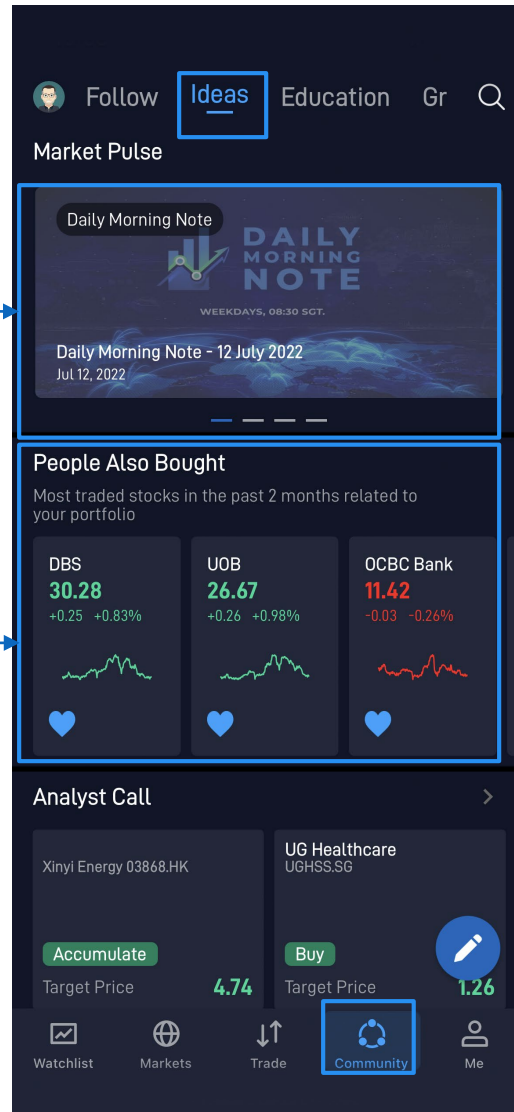 Follow Ideas Education Gr
Market Pulse
Daily Morning Note
DAILY
MORNING
NOTE
WEEKDAYS, 08:30 SGT.
Daily Morning Note - 12 July 2022
Jul 12, 2022
People Also Bought
Most traded stocks in the past 2 months related to
your portfolio
DBS UOB OCBC Bank
30.28 26.67 11.42
+0.25 +0.83% +0.26 +0.98% -0.03 -0.26%
Analyst Call
UG Healthcare
Xinyi Energy 03868.HK UGHSS.SG
Accumulate Buy
Target Price 4.74 Target Price 1.26
Watchlist Markets Trade Community Me